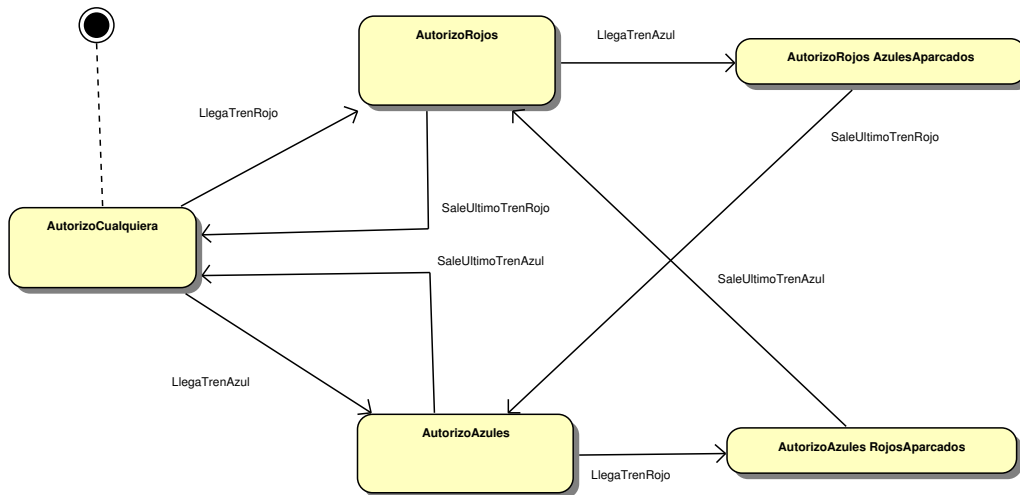 AutorizoRojos
LlegaTrenAzul
AutorizoRojos AzulesAparcados
LlegaTrenRojo
SaleUltimoTrenRojo
AutorizoCualquiera
SaleUltimoTrenRojo
SaleUltimoTrenAzul
SaleUltimoTrenAzul
LlegaTrenAzul
AutorizoAzules
AutorizoAzules RojosAparcados
LlegaTrenRojo